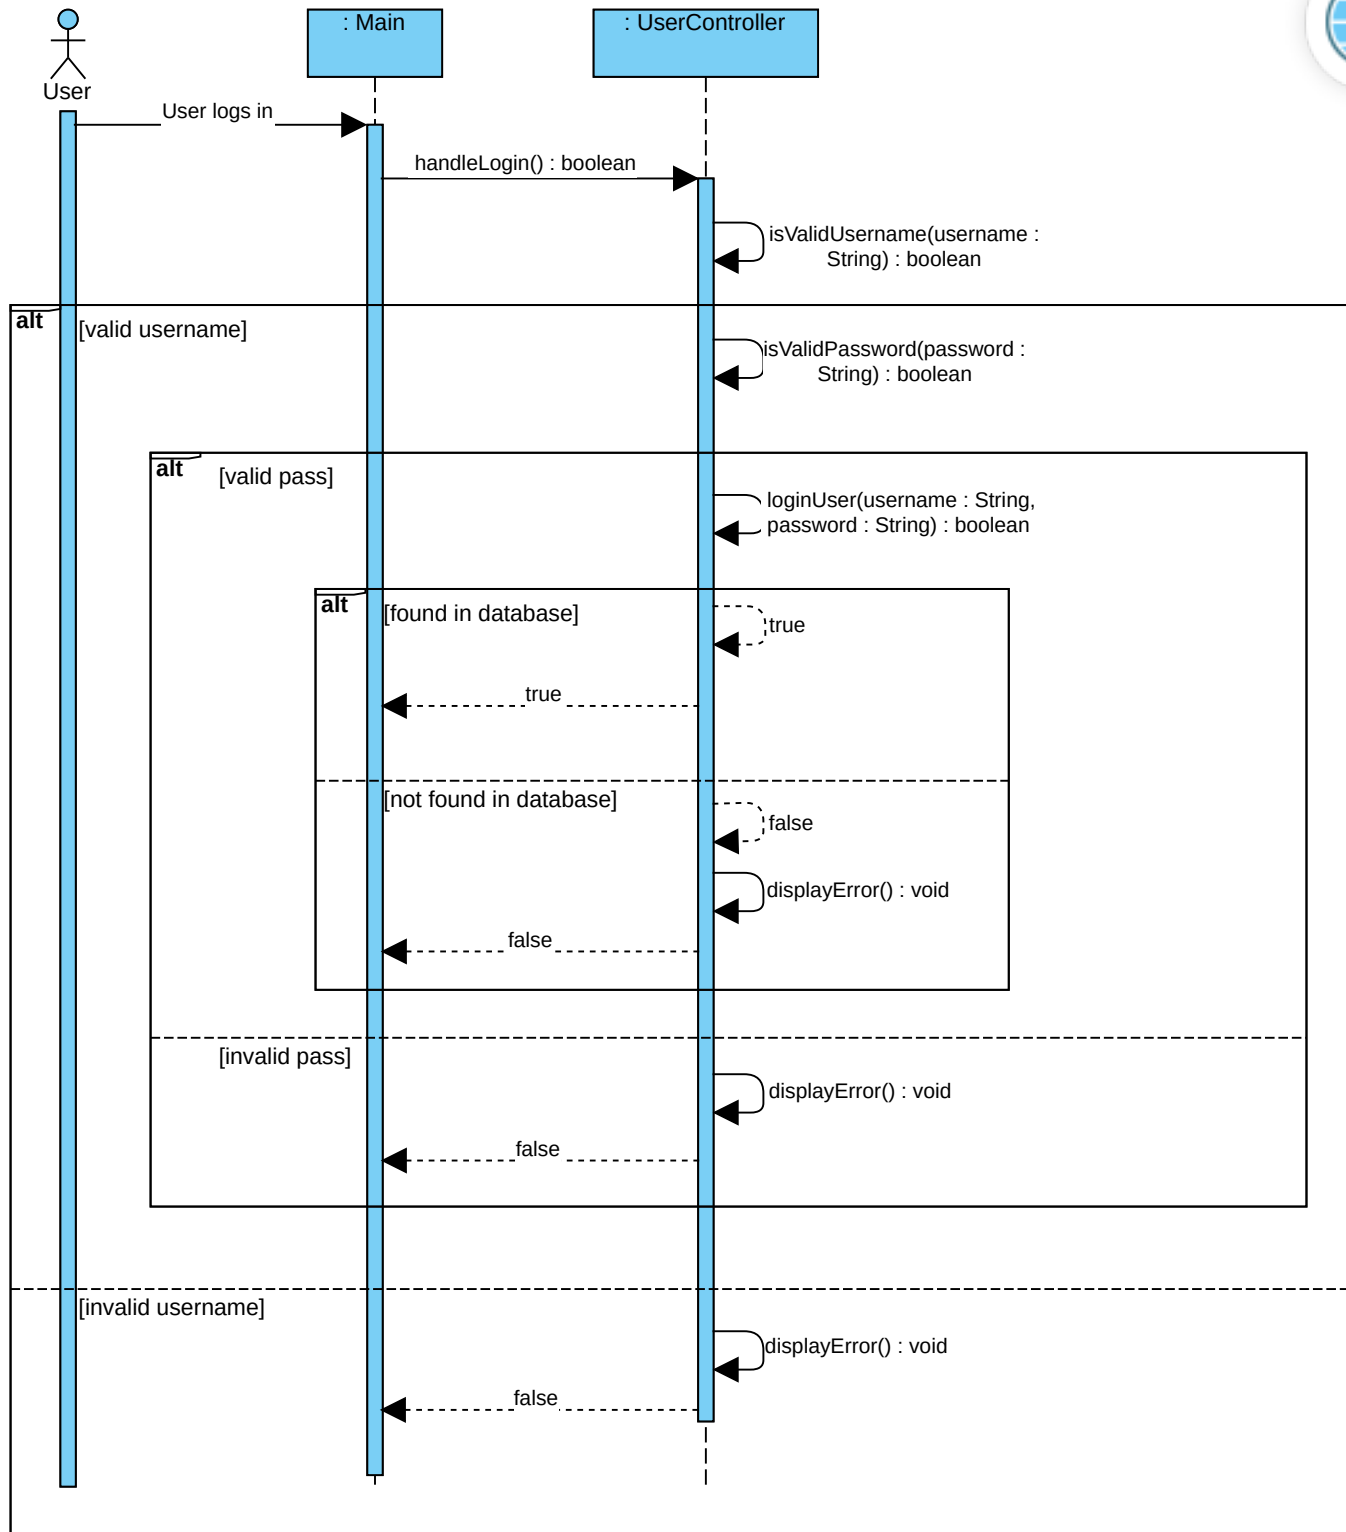 : Main
: UserController
User
User logs in
handleLogin() : boolean
isValidUsername(username :
String) : boolean
alt
[valid username]
isValidPassword(password :
String) : boolean
alt
[valid pass]
loginUser(username : String,
password : String) : boolean
alt
[found in database]
true
true
[not found in database]
false
displayError() : void
false
[invalid pass]
displayError() : void
false
[invalid username]
displayError() : void
false